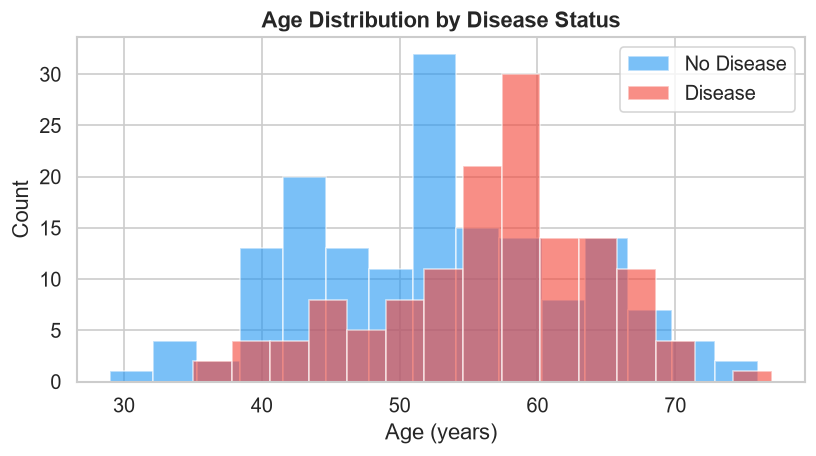 Age Distribution by Disease Status
No Disease
Disease
Count
30
25
20
15
10
5
0
30 40 50 60 70
Age (years)